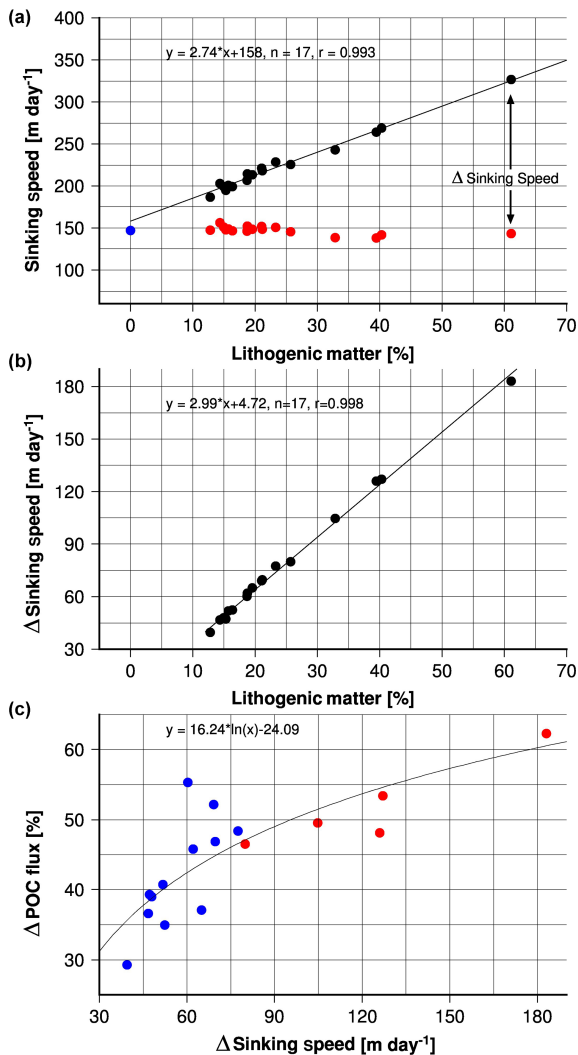 (a)
400
350
300
250
200
150
100
Sinking speed [m day⁻¹]
y = 2.74*x+158, n = 17, r = 0.993
Δ Sinking Speed
0 10 20 30 40 50 60 70
Lithogenic matter [%]
(b)
180
150
120
90
60
30
Δ Sinking speed [m day⁻¹]
y = 2.99*x+4.72, n=17, r=0.998
0 10 20 30 40 50 60 70
Lithogenic matter [%]
(c)
60
50
40
30
Δ POC flux [%]
y = 16.24*ln(x)-24.09
30 60 90 120 150 180
Δ Sinking speed [m day⁻¹]